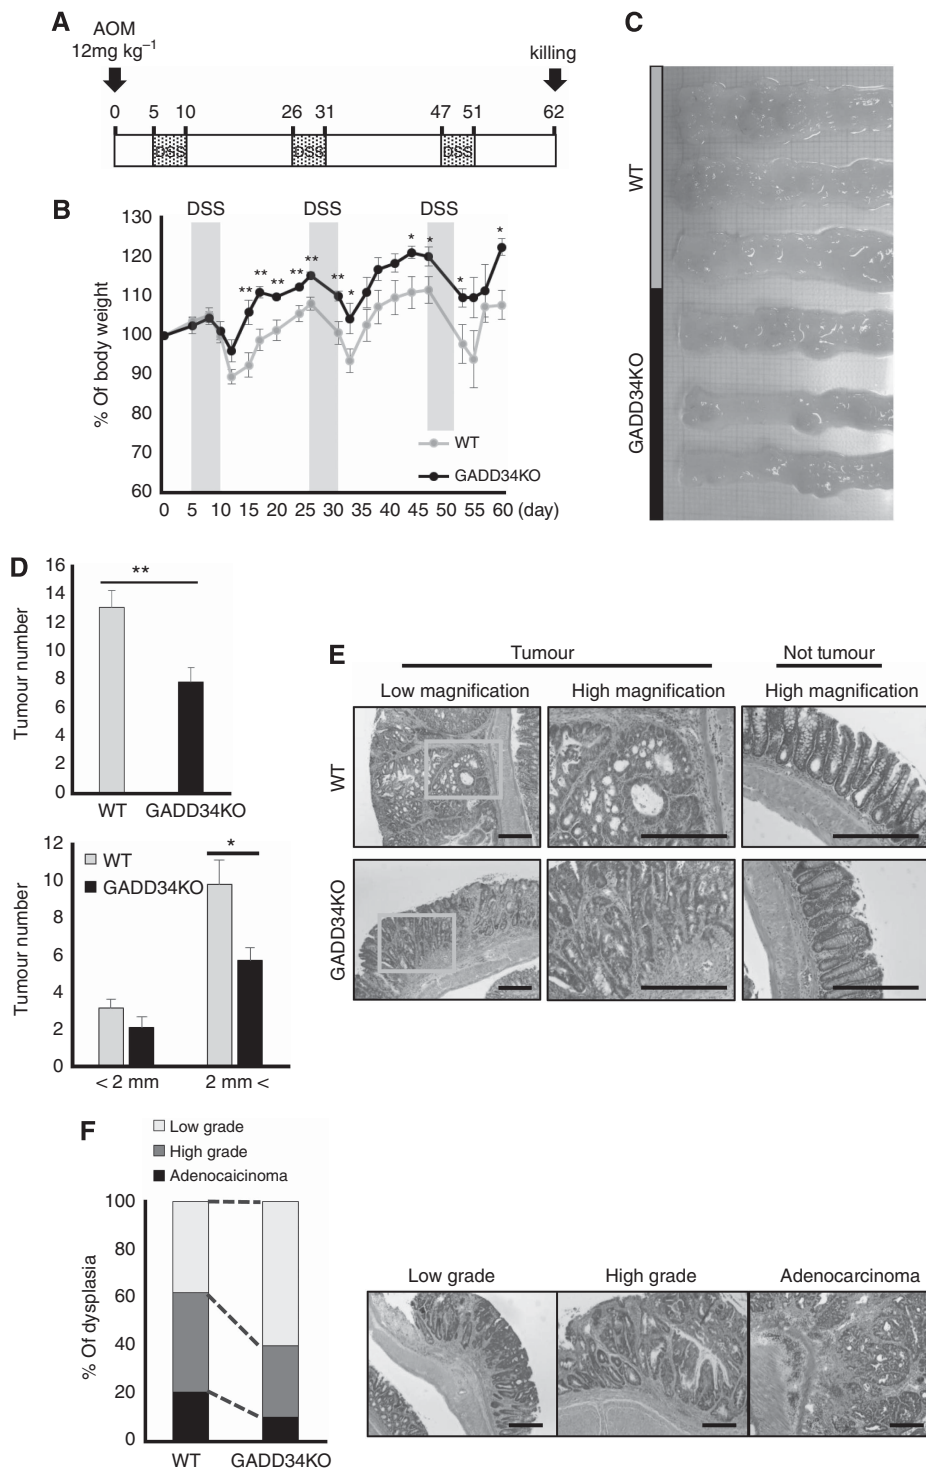 A
AOM
12mg kg–1
killing
0 5 10 26 31 47 51 62
DSS DSS DSS
B
DSS DSS DSS
% Of body weight
130
120
110
100
90
80
70
60
** ** ** ** ** ** * * * * *
WT
GADD34KO
0 5 10 15 20 25 30 35 40 45 50 55 60 (day)
C
WT
GADD34KO
D
Tumour number
16
14
12
10
8
6
4
2
0
**
WT GADD34KO
Tumour number
12
10
8
6
4
2
0
WT
GADD34KO
*
< 2 mm 2 mm <
E
Tumour Not tumour
Low magnification High magnification High magnification
WT
GADD34KO
F
Low grade
High grade
Adenocaicinoma
% Of dysplasia
100
80
60
40
20
0
WT GADD34KO
Low grade High grade Adenocarcinoma